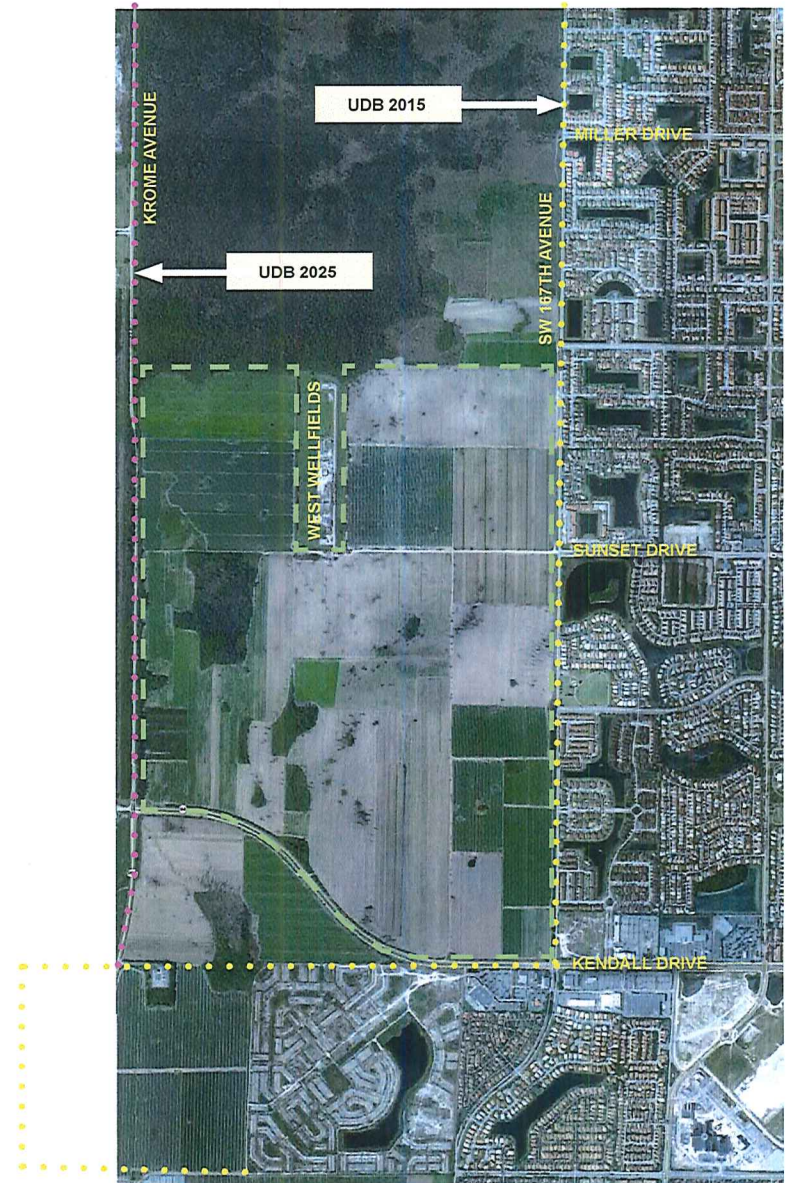 UDB 2015
MILLER DRIVE
KROME AVENUE
SW 167TH AVENUE
UDB 2025
WEST WELLFIELDS
SUNSET DRIVE
KENDALL DRIVE